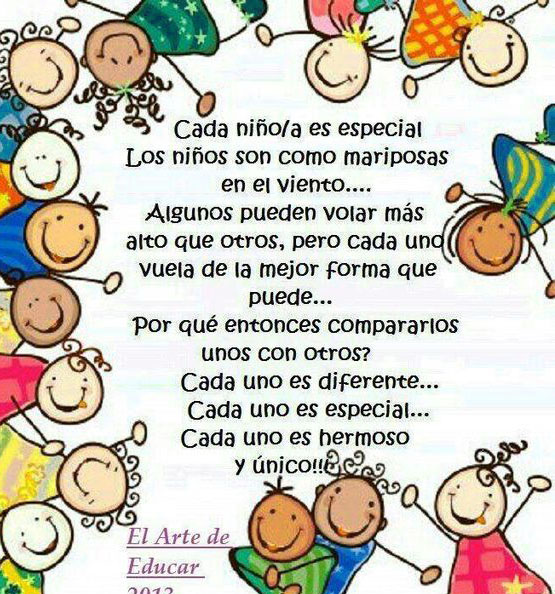 Cada niño/a es especial
Los niños son como mariposas
en el viento....
Algunos pueden volar más
alto que otros, pero cada uno
vuela de la mejor forma que
puede...
Por qué entonces compararlos
unos con otros?
Cada uno es diferente...
Cada uno es especial...
Cada uno es hermoso
y único!!!
El Arte de
Educar
2013